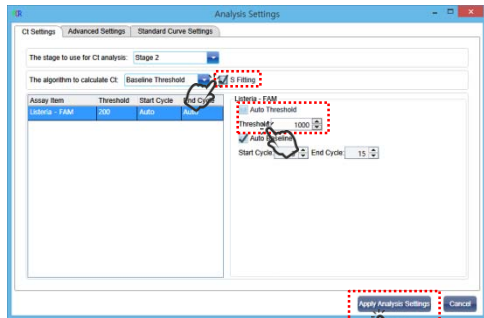 Analysis Settings
Ct Settings Advanced Settings Standard Curve Settings
The stage to use for Ct analysis: Stage 2
The algorithm to calculate Ct: Baseline Threshold S Fitting
Assay Item Threshold Start Cycle End Cycle
Listeria - FAM 200 Auto Auto
Listeria - FAM
Auto Threshold
Threshold: 1000
Auto Baseline
Start Cycle: End Cycle: 15
Apply Analysis Settings Cancel